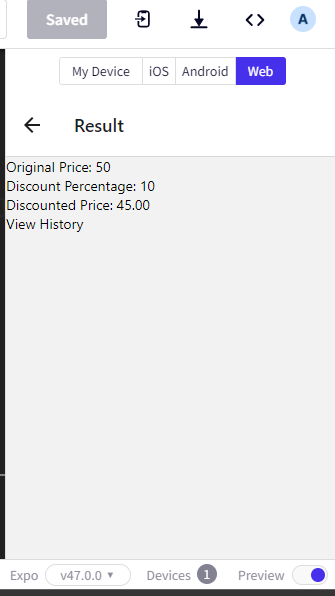 Saved
A
My Device iOS Android Web
Result
Original Price: 50
Discount Percentage: 10
Discounted Price: 45.00
View History
Expo v47.0.0 Devices 1 Preview